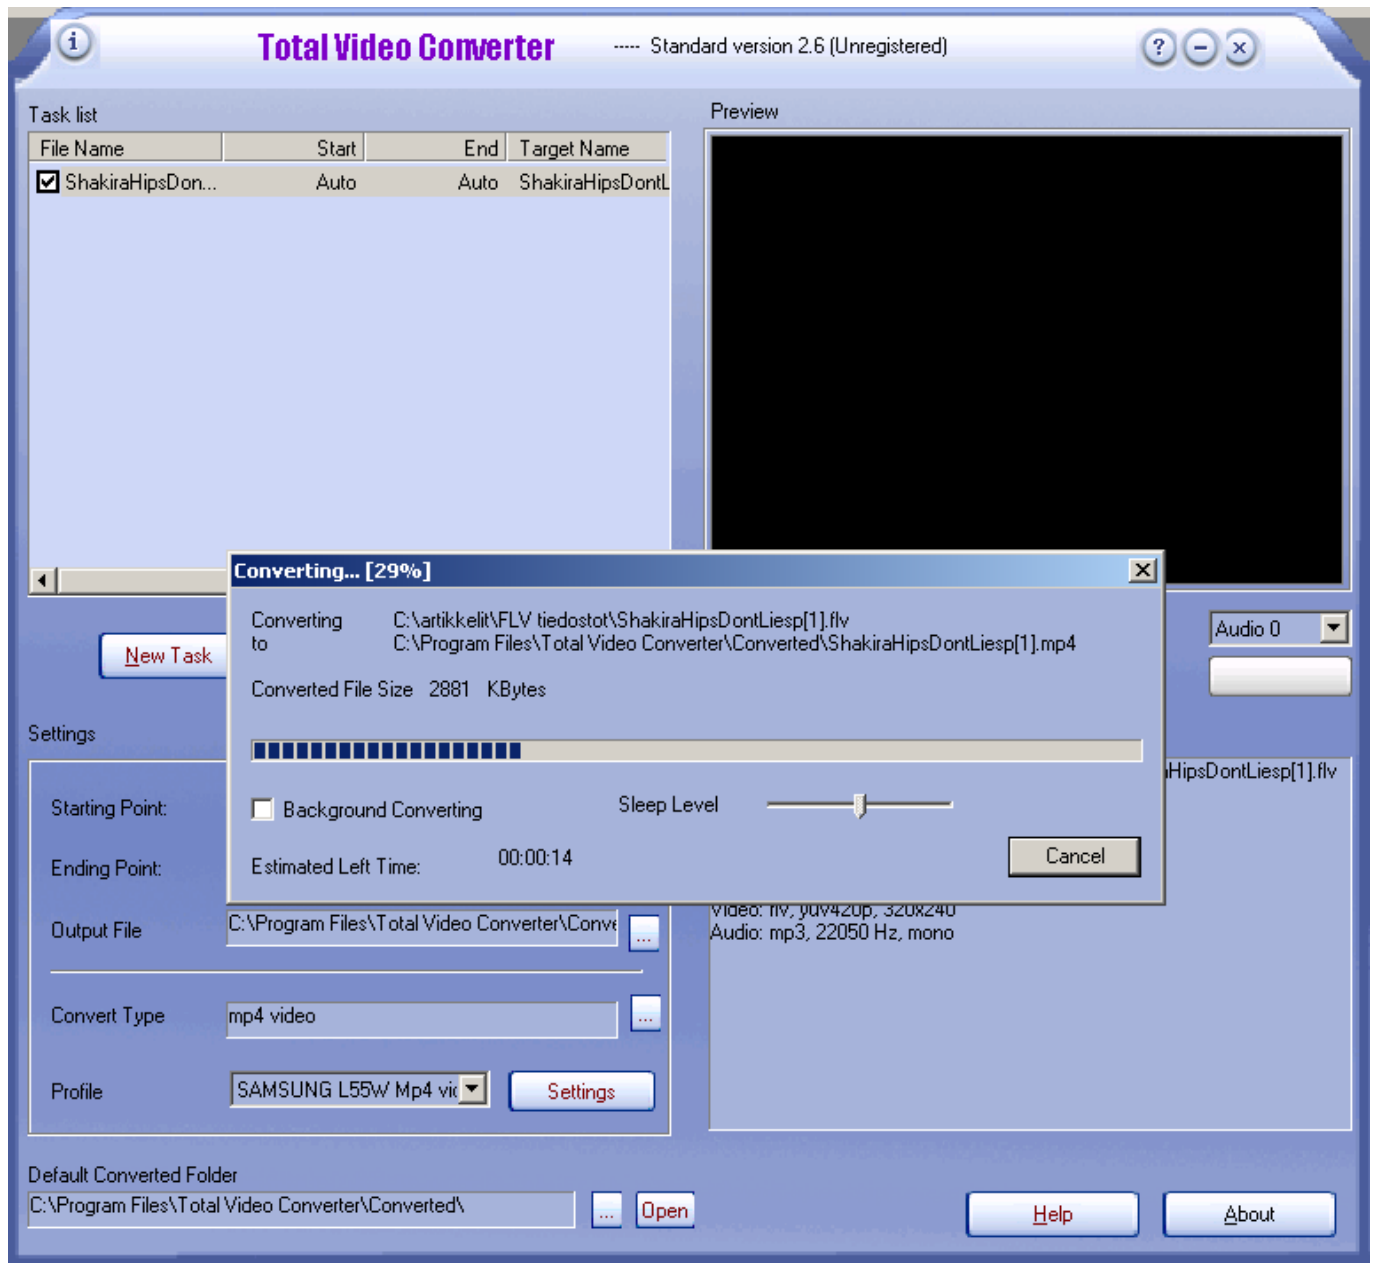 i
Total Video Converter ----- Standard version 2.6 (Unregistered)
? − x
Task list
File Name Start End Target Name
ShakiraHipsDon... Auto Auto ShakiraHipsDontL
Preview
Converting... [29%]
Converting C:\artikkelit\FLV tiedostot\ShakiraHipsDontLiesp[1].flv
to C:\Program Files\Total Video Converter\Converted\ShakiraHipsDontLiesp[1].mp4
Converted File Size 2881 KBytes
Background Converting
Sleep Level
Estimated Left Time: 00:00:14
Cancel
New Task
Audio 0
Settings
Starting Point:
Ending Point:
Output File C:\Program Files\Total Video Converter\Conve ...
Convert Type mp4 video ...
Profile SAMSUNG L55W Mp4 vic Settings
HipsDontLiesp[1].flv
Video: flv, yuv420p, 320x240
Audio: mp3, 22050 Hz, mono
Default Converted Folder
C:\Program Files\Total Video Converter\Converted\ ... Open
Help
About